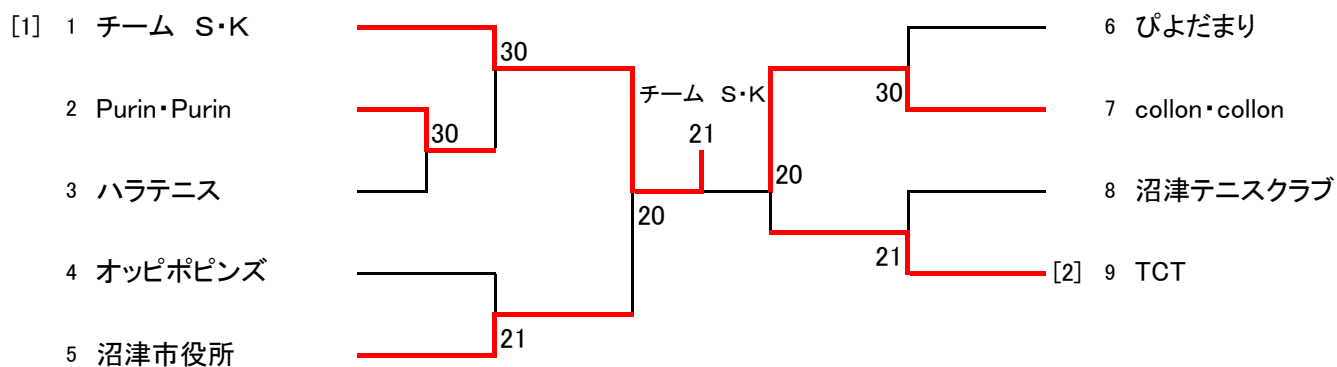 [1] 1 チーム S・K
30
2 Purin・Purin
30
3 ハラテニス
4 オッピポピンズ
21
5 沼津市役所
20
チーム S・K
21
20
6 ぴよだまり
30
7 collon・collon
8 沼津テニスクラブ
21
[2] 9 TCT